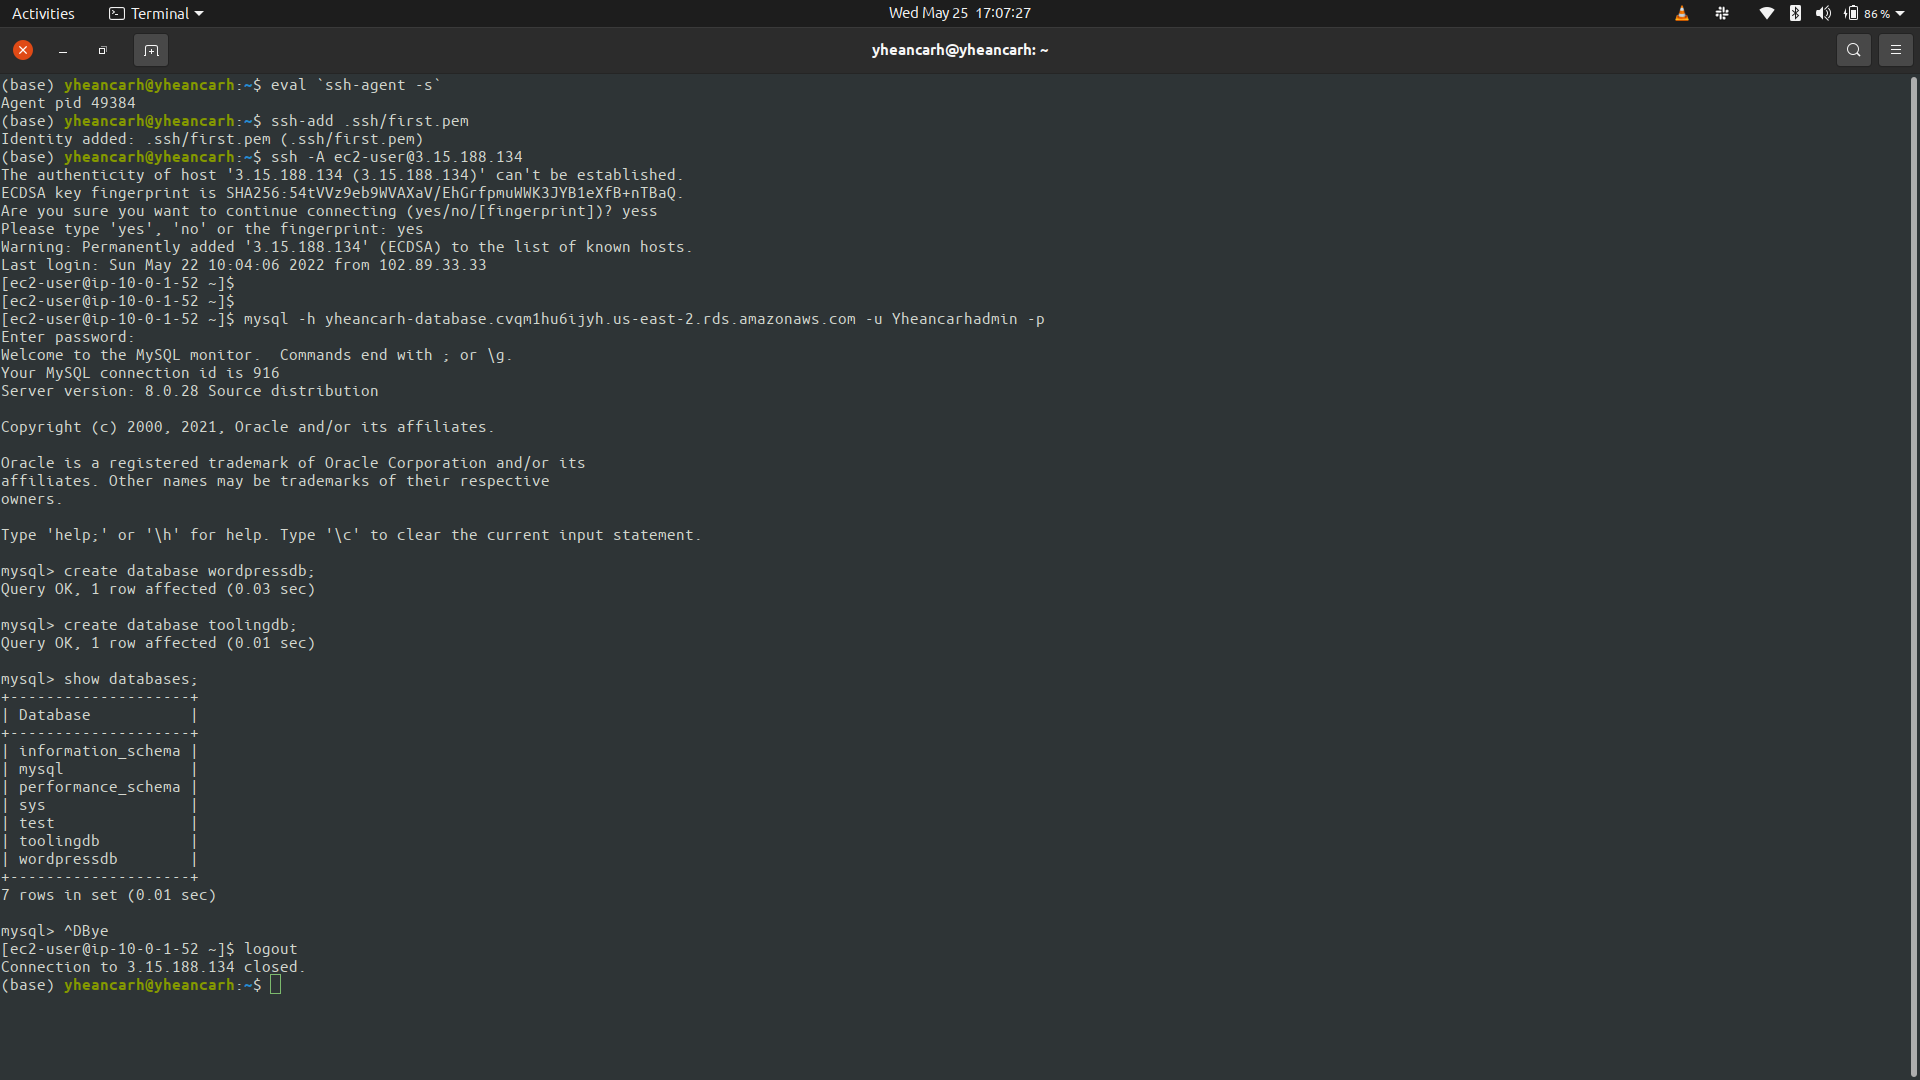 Activities Terminal Wed May 25 17:07:27 86 %
yheancarh@yheancarh: ~
(base) yheancarh@yheancarh:~$ eval `ssh-agent -s`
Agent pid 49384
(base) yheancarh@yheancarh:~$ ssh-add .ssh/first.pem
Identity added: .ssh/first.pem (.ssh/first.pem)
(base) yheancarh@yheancarh:~$ ssh -A ec2-user@3.15.188.134
The authenticity of host '3.15.188.134 (3.15.188.134)' can't be established.
ECDSA key fingerprint is SHA256:54tVVz9eb9WVAXaV/EhGrfpmuWWK3JYB1eXfB+nTBaQ.
Are you sure you want to continue connecting (yes/no/[fingerprint])? yess
Please type 'yes', 'no' or the fingerprint: yes
Warning: Permanently added '3.15.188.134' (ECDSA) to the list of known hosts.
Last login: Sun May 22 10:04:06 2022 from 102.89.33.33
[ec2-user@ip-10-0-1-52 ~]$
[ec2-user@ip-10-0-1-52 ~]$
[ec2-user@ip-10-0-1-52 ~]$ mysql -h yheancarh-database.cvqm1hu6ijyh.us-east-2.rds.amazonaws.com -u Yheancarhadmin -p
Enter password:
Welcome to the MySQL monitor.  Commands end with ; or \g.
Your MySQL connection id is 916
Server version: 8.0.28 Source distribution
Copyright (c) 2000, 2021, Oracle and/or its affiliates.
Oracle is a registered trademark of Oracle Corporation and/or its
affiliates. Other names may be trademarks of their respective
owners.
Type 'help;' or '\h' for help. Type '\c' to clear the current input statement.
mysql> create database wordpressdb;
Query OK, 1 row affected (0.03 sec)
mysql> create database toolingdb;
Query OK, 1 row affected (0.01 sec)
mysql> show databases;
+--------------------+
| Database           |
+--------------------+
| information_schema |
| mysql              |
| performance_schema |
| sys                |
| test               |
| toolingdb          |
| wordpressdb        |
+--------------------+
7 rows in set (0.01 sec)
mysql> ^DBye
[ec2-user@ip-10-0-1-52 ~]$ logout
Connection to 3.15.188.134 closed.
(base) yheancarh@yheancarh:~$